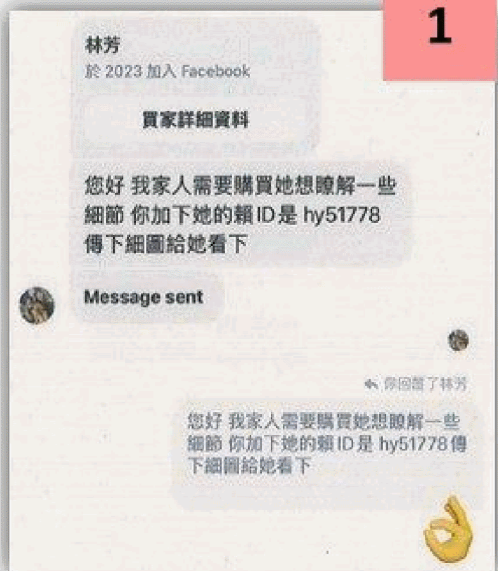 1
林芳
於 2023 加入 Facebook
買家詳細資料
您好 我家人需要購買她想瞭解一些
細節 你加下她的賴ID是 hy51778
傳下細圖給她看下
Message sent
你回覆了林芳
您好 我家人需要購買她想瞭解一些
細節 你加下她的賴ID是 hy51778傳
下細圖給她看下